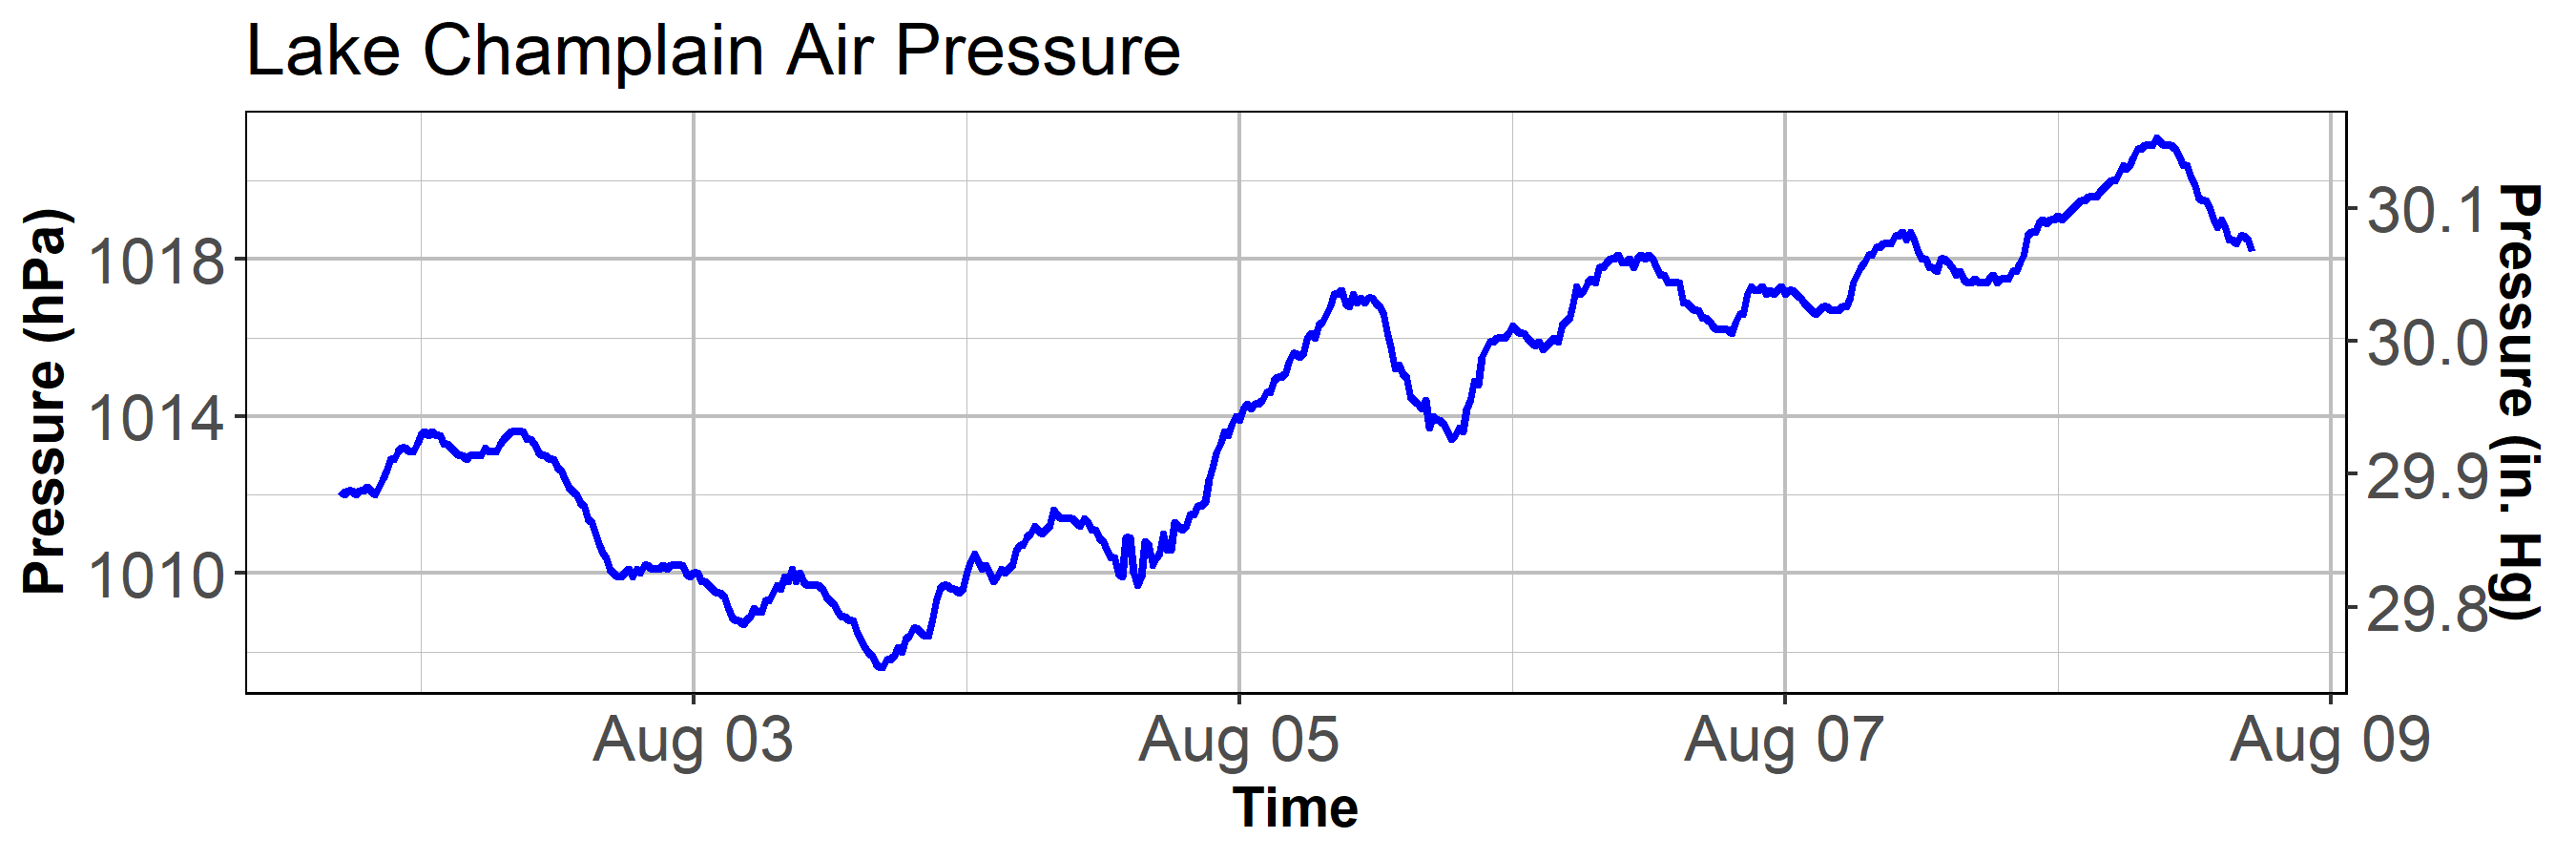 Lake Champlain Air Pressure
Pressure (hPa)
1018
1014
1010
30.1
30.0
29.9
29.8
Pressure (in. Hg)
Aug 03
Aug 05
Aug 07
Aug 09
Time